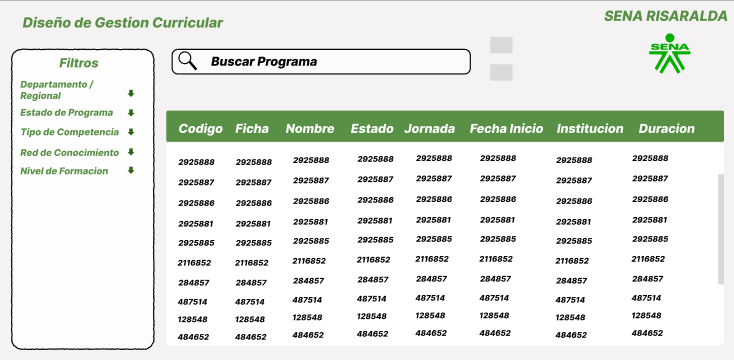 Diseño de Gestion Curricular
SENA RISARALDA
SENA
Filtros
Departamento /
Regional
Estado de Programa
Tipo de Competencia
Red de Conocimiento
Nivel de Formacion
Buscar Programa
Codigo Ficha Nombre Estado Jornada Fecha Inicio Institucion Duracion
2925888 2925888 2925888 2925888 2925888 2925888 2925888 2925888
2925887 2925887 2925887 2925887 2925887 2925887 2925887 2925887
2925886 2925886 2925886 2925886 2925886 2925886 2925886 2925886
2925881 2925881 2925881 2925881 2925881 2925881 2925881 2925881
2925885 2925885 2925885 2925885 2925885 2925885 2925885 2925885
2116852 2116852 2116852 2116852 2116852 2116852 2116852 2116852
284857 284857 284857 284857 284857 284857 284857 284857
487514 487514 487514 487514 487514 487514 487514 487514
128548 128548 128548 128548 128548 128548 128548 128548
484652 484652 484652 484652 484652 484652 484652 484652